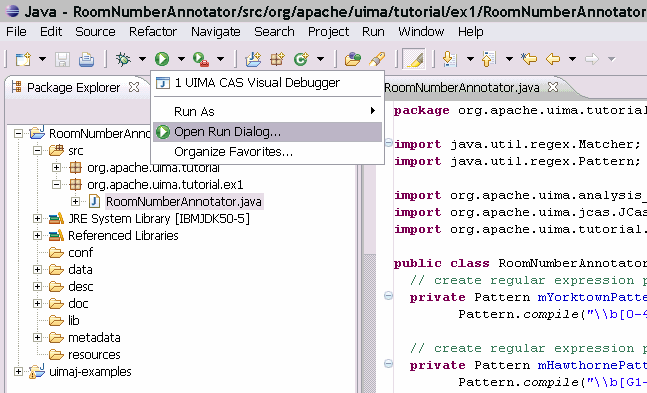 Java - RoomNumberAnnotator/src/org/apache/uima/tutorial/ex1/RoomNumberAnnotator
File Edit Source Refactor Navigate Search Project Run Window Help
Package Explorer
RoomNumberAnnotator.java
1 UIMA CAS Visual Debugger
Run As
Open Run Dialog...
Organize Favorites...
RoomNumberAnno
src
org.apache.uima.tutorial
org.apache.uima.tutorial.ex1
RoomNumberAnnotator.java
JRE System Library [IBMJDK50-5]
Referenced Libraries
conf
data
desc
doc
lib
metadata
resources
uimaj-examples
package org.apache.uima.tutorial
import java.util.regex.Matcher;
import java.util.regex.Pattern;
import org.apache.uima.analysis_
import org.apache.uima.jcas.JCas
import org.apache.uima.tutorial.
public class RoomNumberAnnotator
// create regular expression p
private Pattern mYorktownPatte
Pattern.compile("\\b[0-4
// create regular expression p
private Pattern mHawthornePatte
Pattern.compile("\\b[G1-